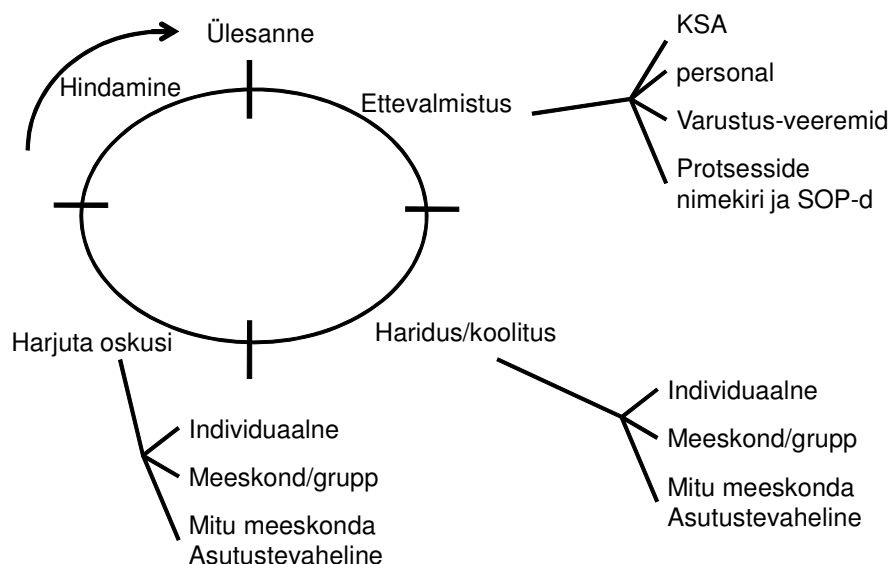 Ülesanne
Hindamine
Ettevalmistus
KSA
personal
Varustus-veeremid
Protsesside
nimekiri ja SOP-d
Haridus/koolitus
Individuaalne
Meeskond/grupp
Mitu meeskonda
Asutustevaheline
Harjuta oskusi
Individuaalne
Meeskond/grupp
Mitu meeskonda
Asutustevaheline